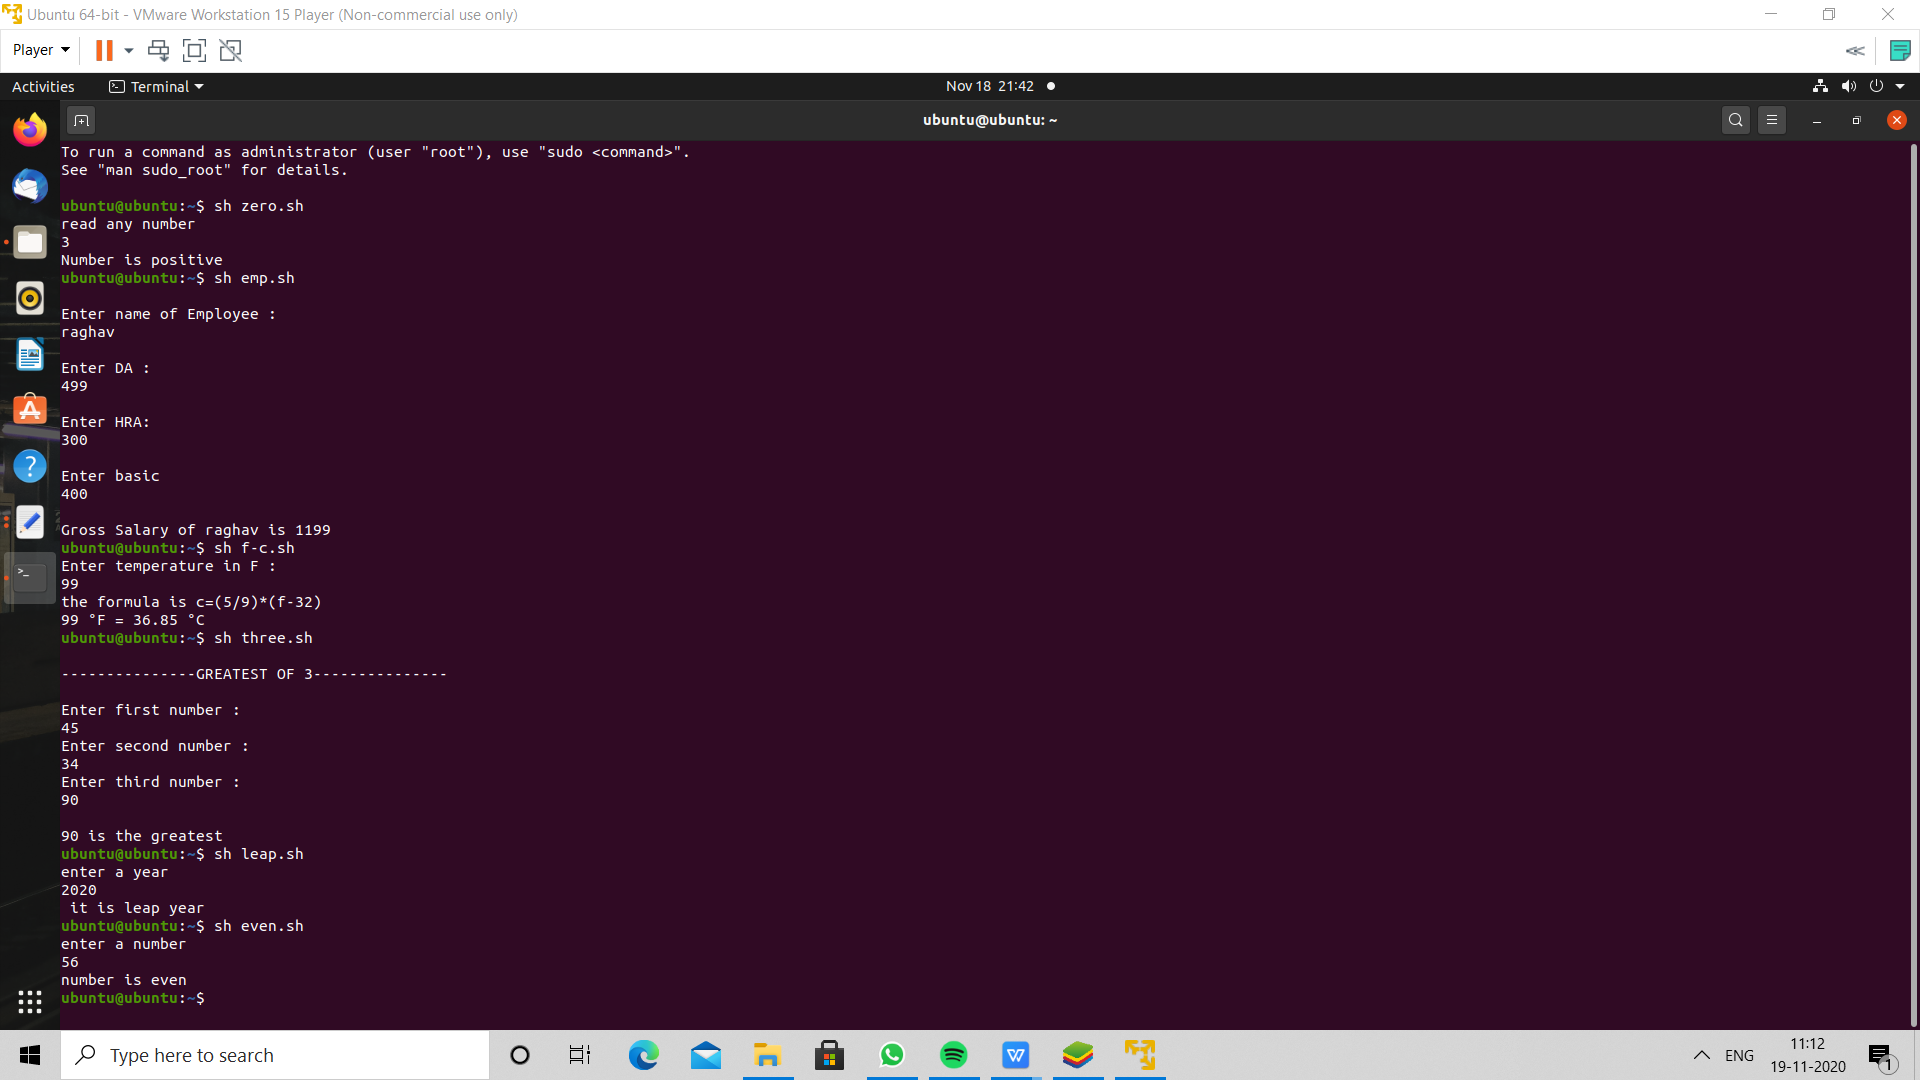 Ubuntu 64-bit - VMware Workstation 15 Player (Non-commercial use only)
Player
Activities
Terminal
Nov 18 21:42
ubuntu@ubuntu: ~
To run a command as administrator (user "root"), use "sudo <command>".
See "man sudo_root" for details.
ubuntu@ubuntu:~$ sh zero.sh
read any number
3
Number is positive
ubuntu@ubuntu:~$ sh emp.sh
Enter name of Employee :
raghav
Enter DA :
499
Enter HRA:
300
Enter basic
400
Gross Salary of raghav is 1199
ubuntu@ubuntu:~$ sh f-c.sh
Enter temperature in F :
99
the formula is c=(5/9)*(f-32)
99 °F = 36.85 °C
ubuntu@ubuntu:~$ sh three.sh
---------------GREATEST OF 3---------------
Enter first number :
45
Enter second number :
34
Enter third number :
90
90 is the greatest
ubuntu@ubuntu:~$ sh leap.sh
enter a year
2020
 it is leap year
ubuntu@ubuntu:~$ sh even.sh
enter a number
56
number is even
ubuntu@ubuntu:~$
Type here to search
ENG
11:12
19-11-2020
1